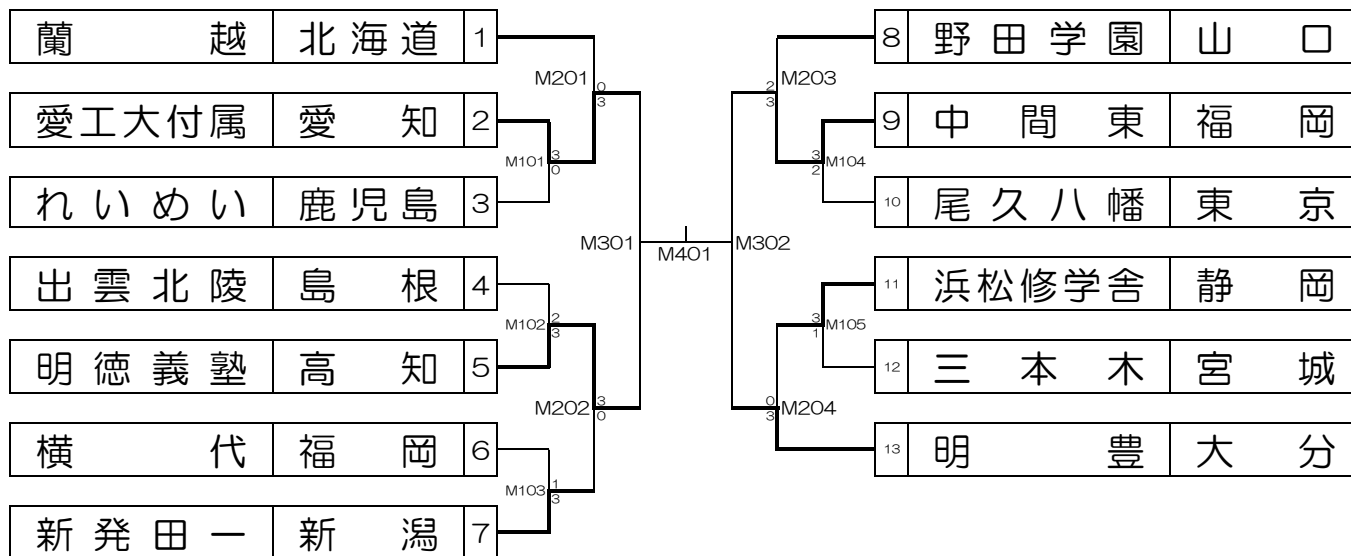 蘭越 北海道 1
M201
0
3
愛工大付属 愛知 2
M101
3
0
れいめい 鹿児島 3
M301
出雲北陵 島根 4
M102
2
3
明徳義塾 高知 5
M202
3
0
横代 福岡 6
M103
1
3
新発田一 新潟 7
M401
8 野田学園 山口
M203
2
3
9 中間東 福岡
M104
3
2
10 尾久八幡 東京
M302
11 浜松修学舎 静岡
M105
3
1
12 三本木 宮城
M204
0
3
13 明豊 大分